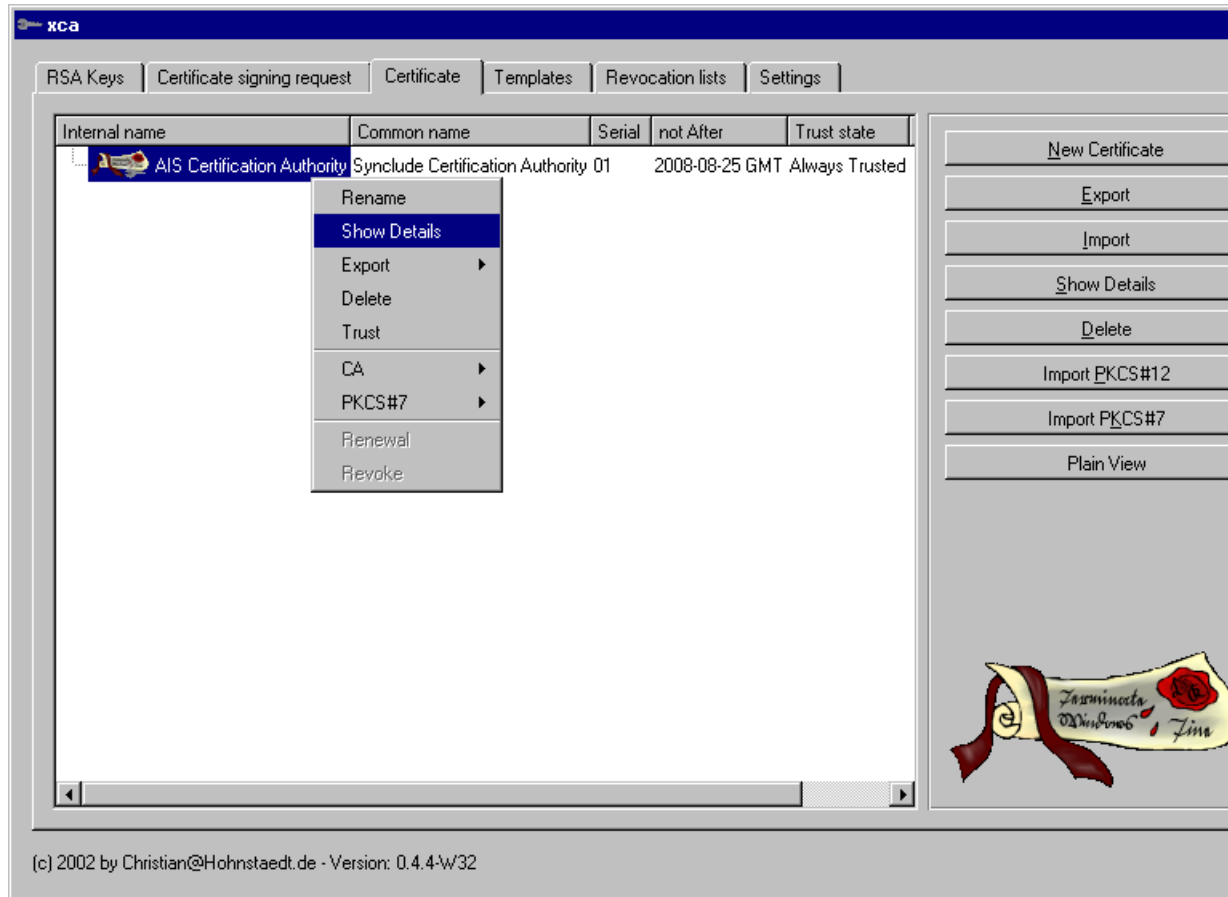 xca
RSA Keys Certificate signing request Certificate Templates Revocation lists Settings
Internal name Common name Serial not After Trust state
AIS Certification Authority Synclude Certification Authority 01 2008-08-25 GMT Always Trusted
Rename
Show Details
Export
Delete
Trust
CA
PKCS#7
Renewal
Revoke
New Certificate
Export
Import
Show Details
Delete
Import PKCS#12
Import PKCS#7
Plain View
Windows
(c) 2002 by Christian@Hohnstaedt.de - Version: 0.4.4-W32